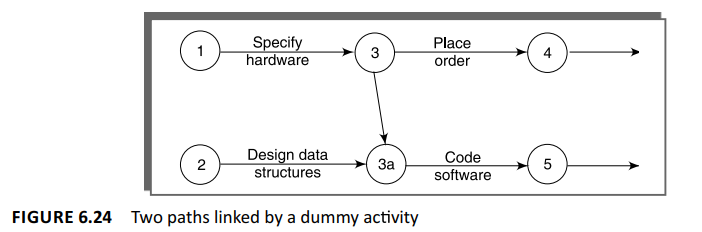 1
Specify
hardware
3
Place
order
4
2
Design data
structures
3a
Code
software
5
FIGURE 6.24 Two paths linked by a dummy activity